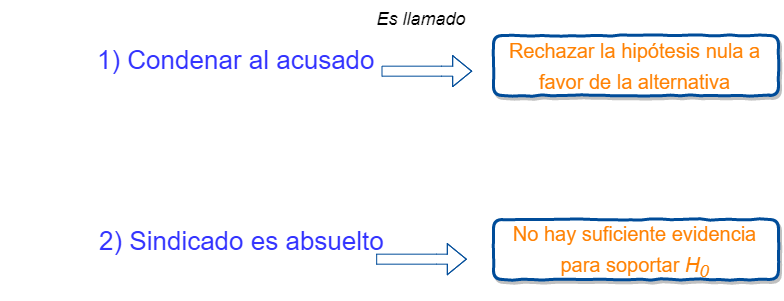 Es llamado
1) Condenar al acusado
Rechazar la hipótesis nula a
favor de la alternativa
2) Sindicado es absuelto
No hay suficiente evidencia
para soportar H₀